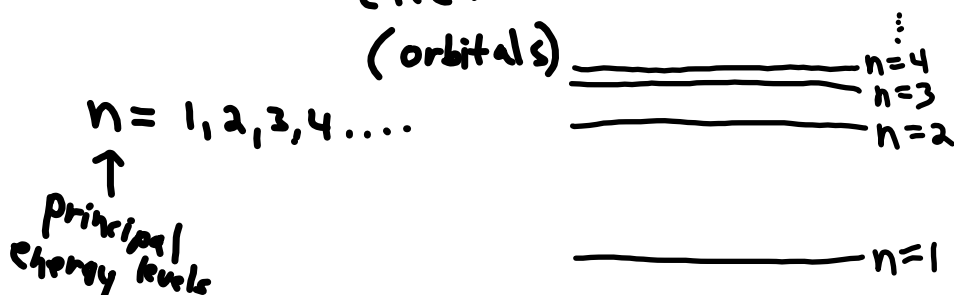 (orbitals)
n=4
n=3
n = 1, 2, 3, 4 ....
n=2
principal
energy levels
n=1